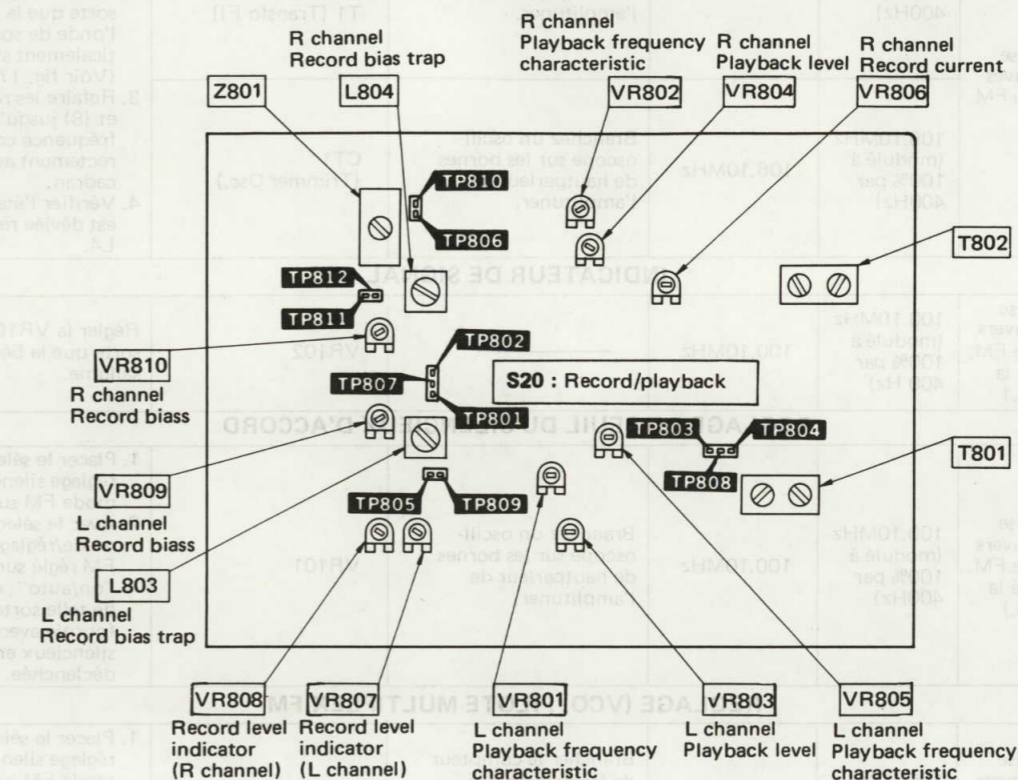 R channel
Record bias trap
R channel
Playback frequency
characteristic
R channel
Playback level
R channel
Record current
Z801
L804
VR802
VR804
VR806
TP810
TP806
T802
TP812
TP811
TP802
VR810
R channel
Record biass
TP807
S20 : Record/playback
TP801
TP803
TP804
T801
VR809
L channel
Record biass
TP808
TP805
TP809
L803
L channel
Record bias trap
VR808
Record level
indicator
(R channel)
VR807
Record level
indicator
(L channel)
VR801
L channel
Playback frequency
characteristic
VR803
L channel
Playback level
VR805
L channel
Playback frequency
characteristic